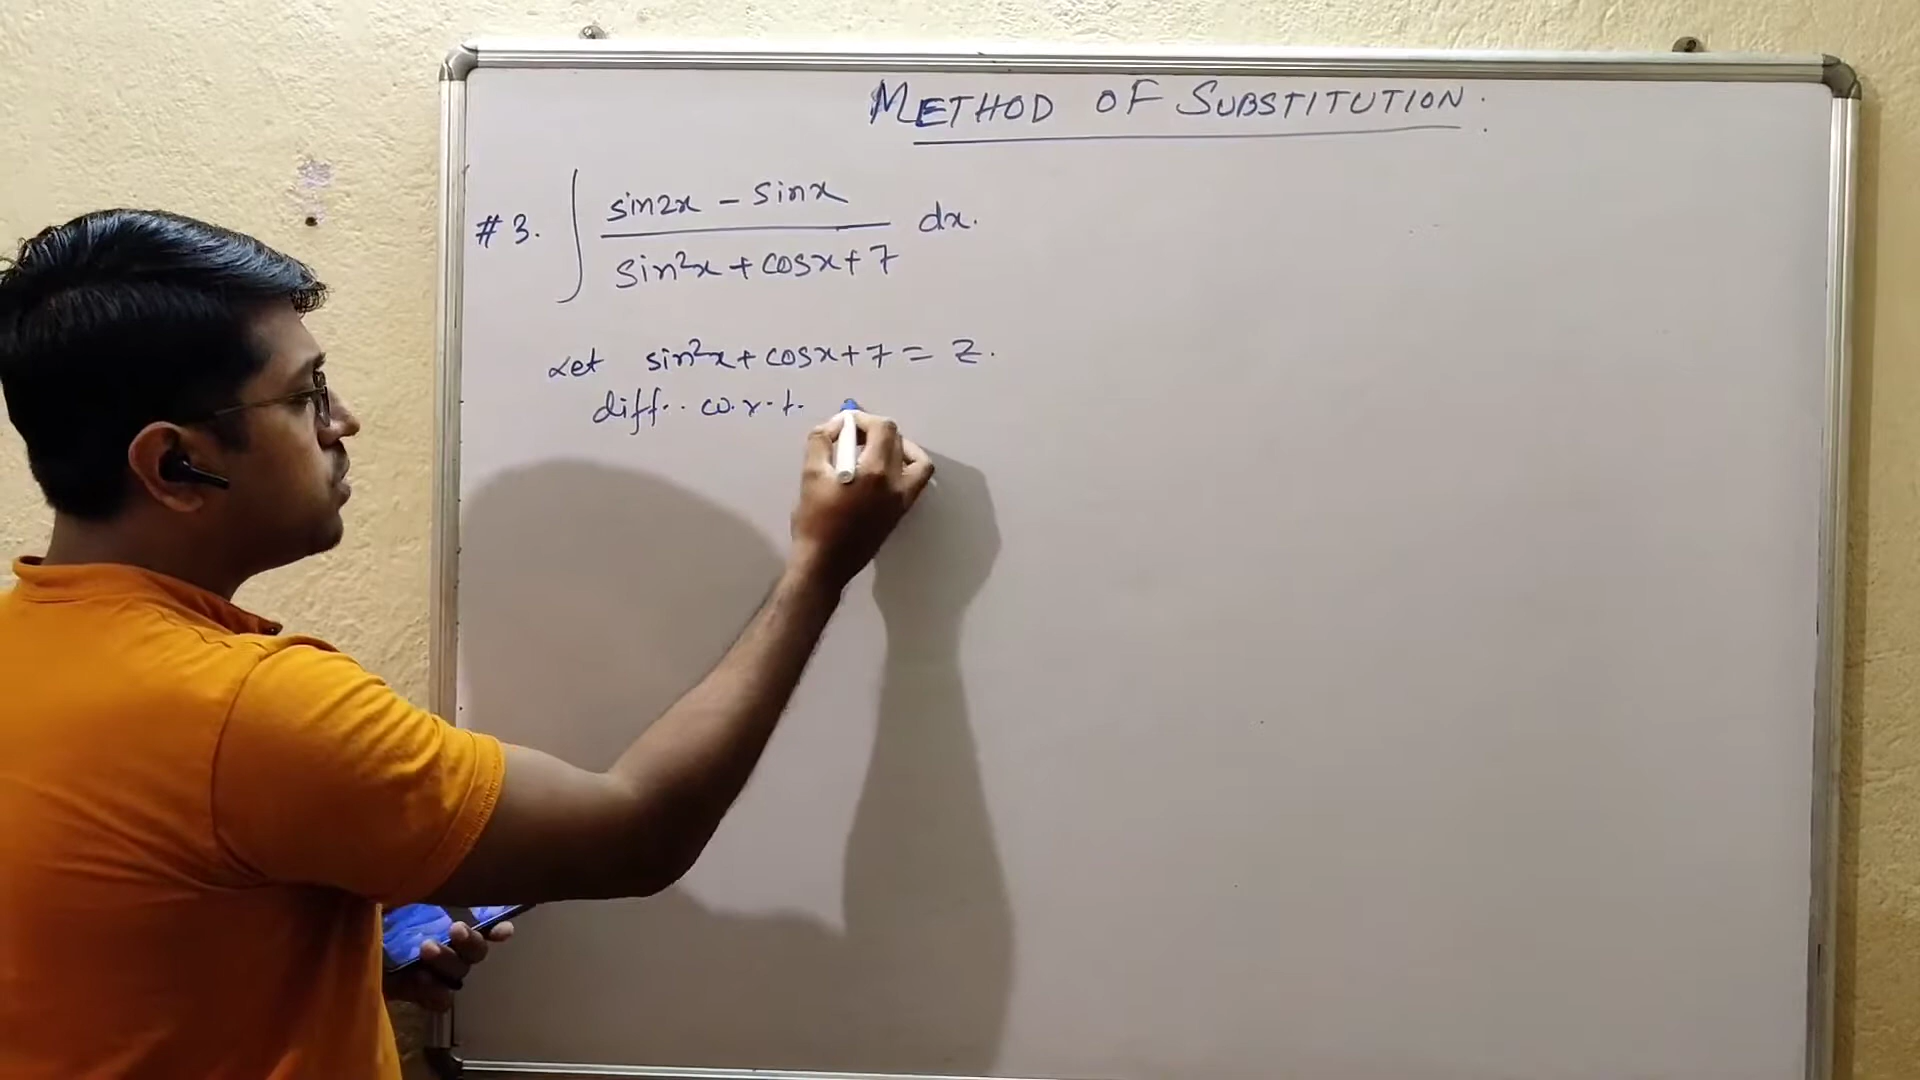 METHOD OF SUBSTITUTION.
#3. ∫ (sin2x - sinx)/(sin²x + cosx + 7) dx.
Let sin²x + cosx + 7 = z.
diff.. w.r.t.